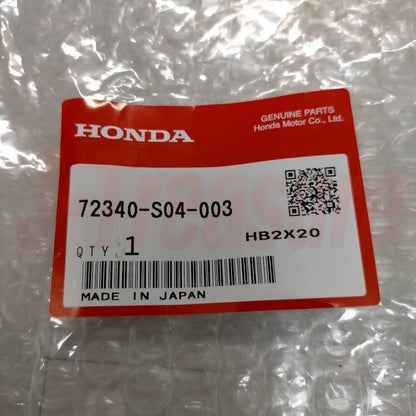 GENUINE PARTS
HONDA Honda Motor Co., Ltd.
72340-S04-003
HB2X20
QTY 1
MADE IN JAPAN